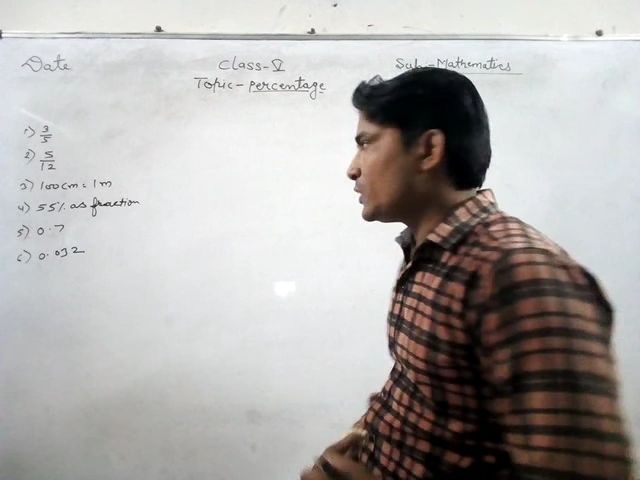 Date Class-V Sub-Mathematics
Topic-percentage
1) 3/5
2) 5/12
3) 100cm = 1m
4) 55% as fraction
5) 0.7
6) 0.032